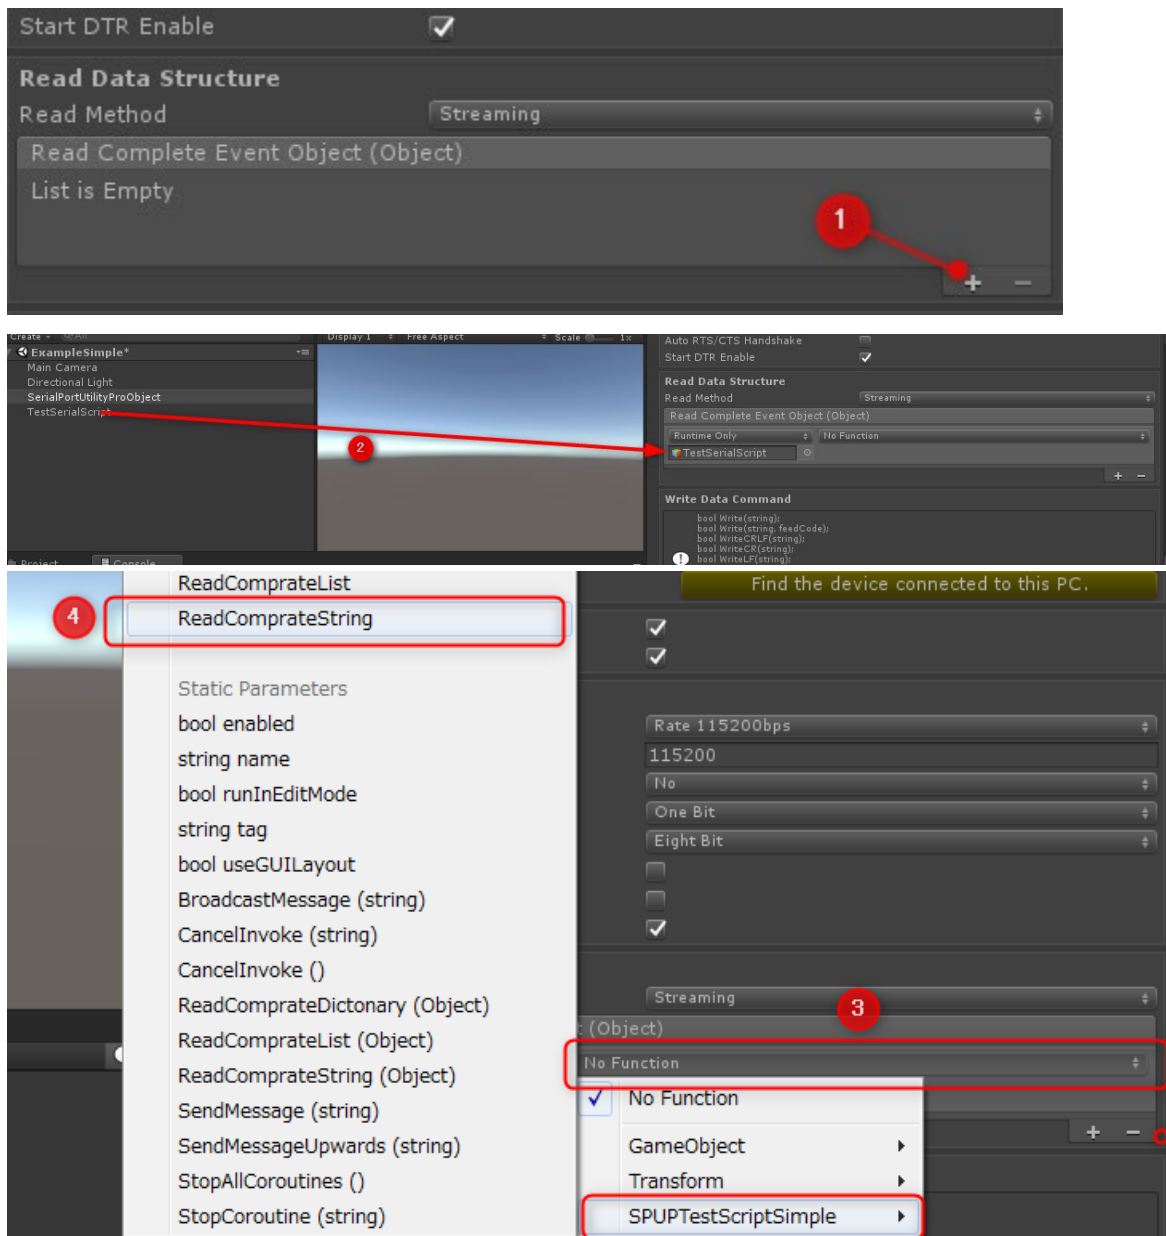 Start DTR Enable
Read Data Structure
Read Method
Streaming
Read Complete Event Object (Object)
List is Empty
1
Create
All
Display 1
Free Aspect
Scale
1x
ExampleSimple*
Main Camera
Directional Light
SerialPortUtilityProObject
TestSerialScript
2
Project
Console
Auto RTS/CTS Handshake
Start DTR Enable
Read Data Structure
Read Method
Streaming
Read Complete Event Object (Object)
Runtime Only
No Function
TestSerialScript
Write Data Command
bool Write(string);
bool Write(string, feedCode);
bool WriteCRLF(string);
bool WriteCR(string);
bool WriteLF(string);
4
ReadComprateList
ReadComprateString
Static Parameters
bool enabled
string name
bool runInEditMode
string tag
bool useGUILayout
BroadcastMessage (string)
CancelInvoke (string)
CancelInvoke ()
ReadComprateDictonary (Object)
ReadComprateList (Object)
ReadComprateString (Object)
SendMessage (string)
SendMessageUpwards (string)
StopAllCoroutines ()
StopCoroutine (string)
Find the device connected to this PC.
Rate 115200bps
115200
No
One Bit
Eight Bit
Streaming
3
(Object)
No Function
No Function
GameObject
Transform
SPUPTestScriptSimple